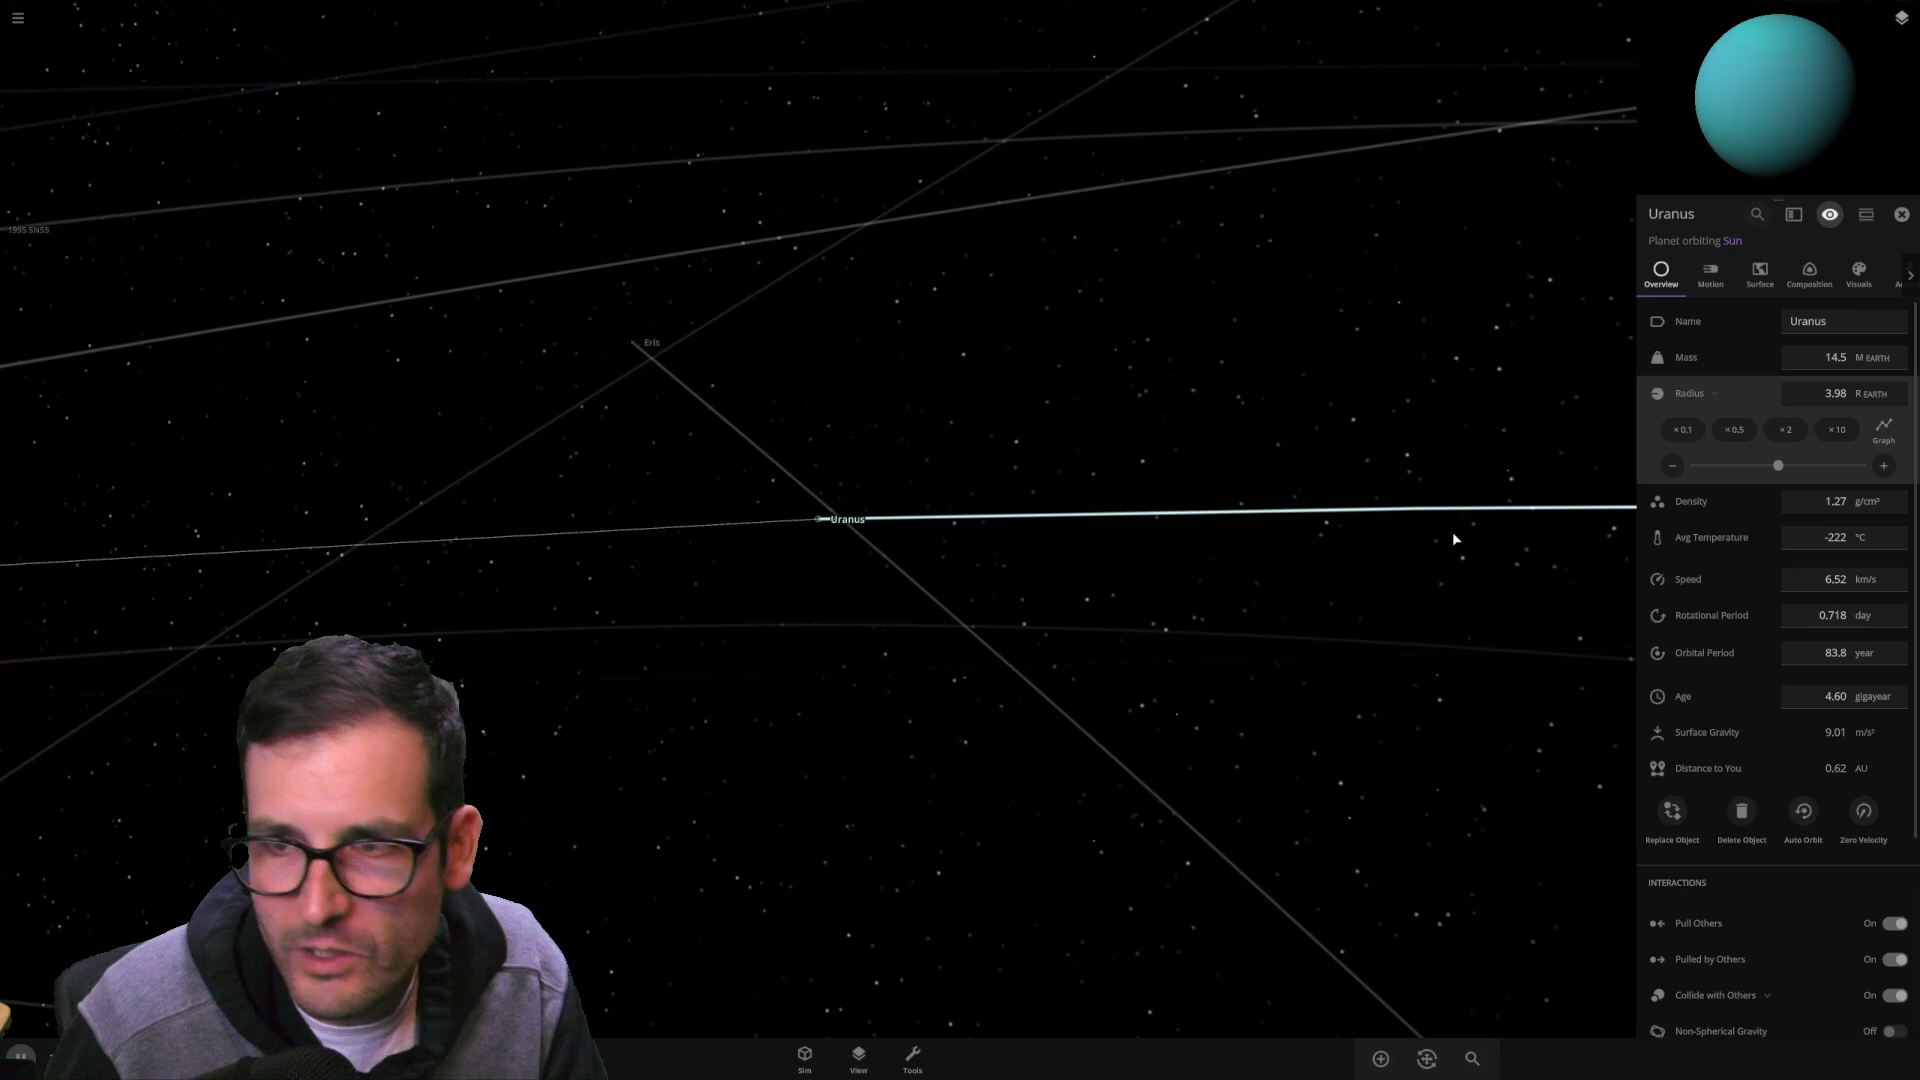 1995 SN55
Eris
Uranus
Sim
View
Tools
Uranus
Planet orbiting Sun
Overview
Motion
Surface
Composition
Visuals
Name
Uranus
Mass
14.5 M EARTH
Radius
3.98 R EARTH
× 0.1
× 0.5
× 2
× 10
Graph
Density
1.27 g/cm³
Avg Temperature
-222 °C
Speed
6.52 km/s
Rotational Period
0.718 day
Orbital Period
83.8 year
Age
4.60 gigayear
Surface Gravity
9.01 m/s²
Distance to You
0.62 AU
Replace Object
Delete Object
Auto Orbit
Zero Velocity
INTERACTIONS
Pull Others
On
Pulled by Others
On
Collide with Others
On
Non-Spherical Gravity
Off